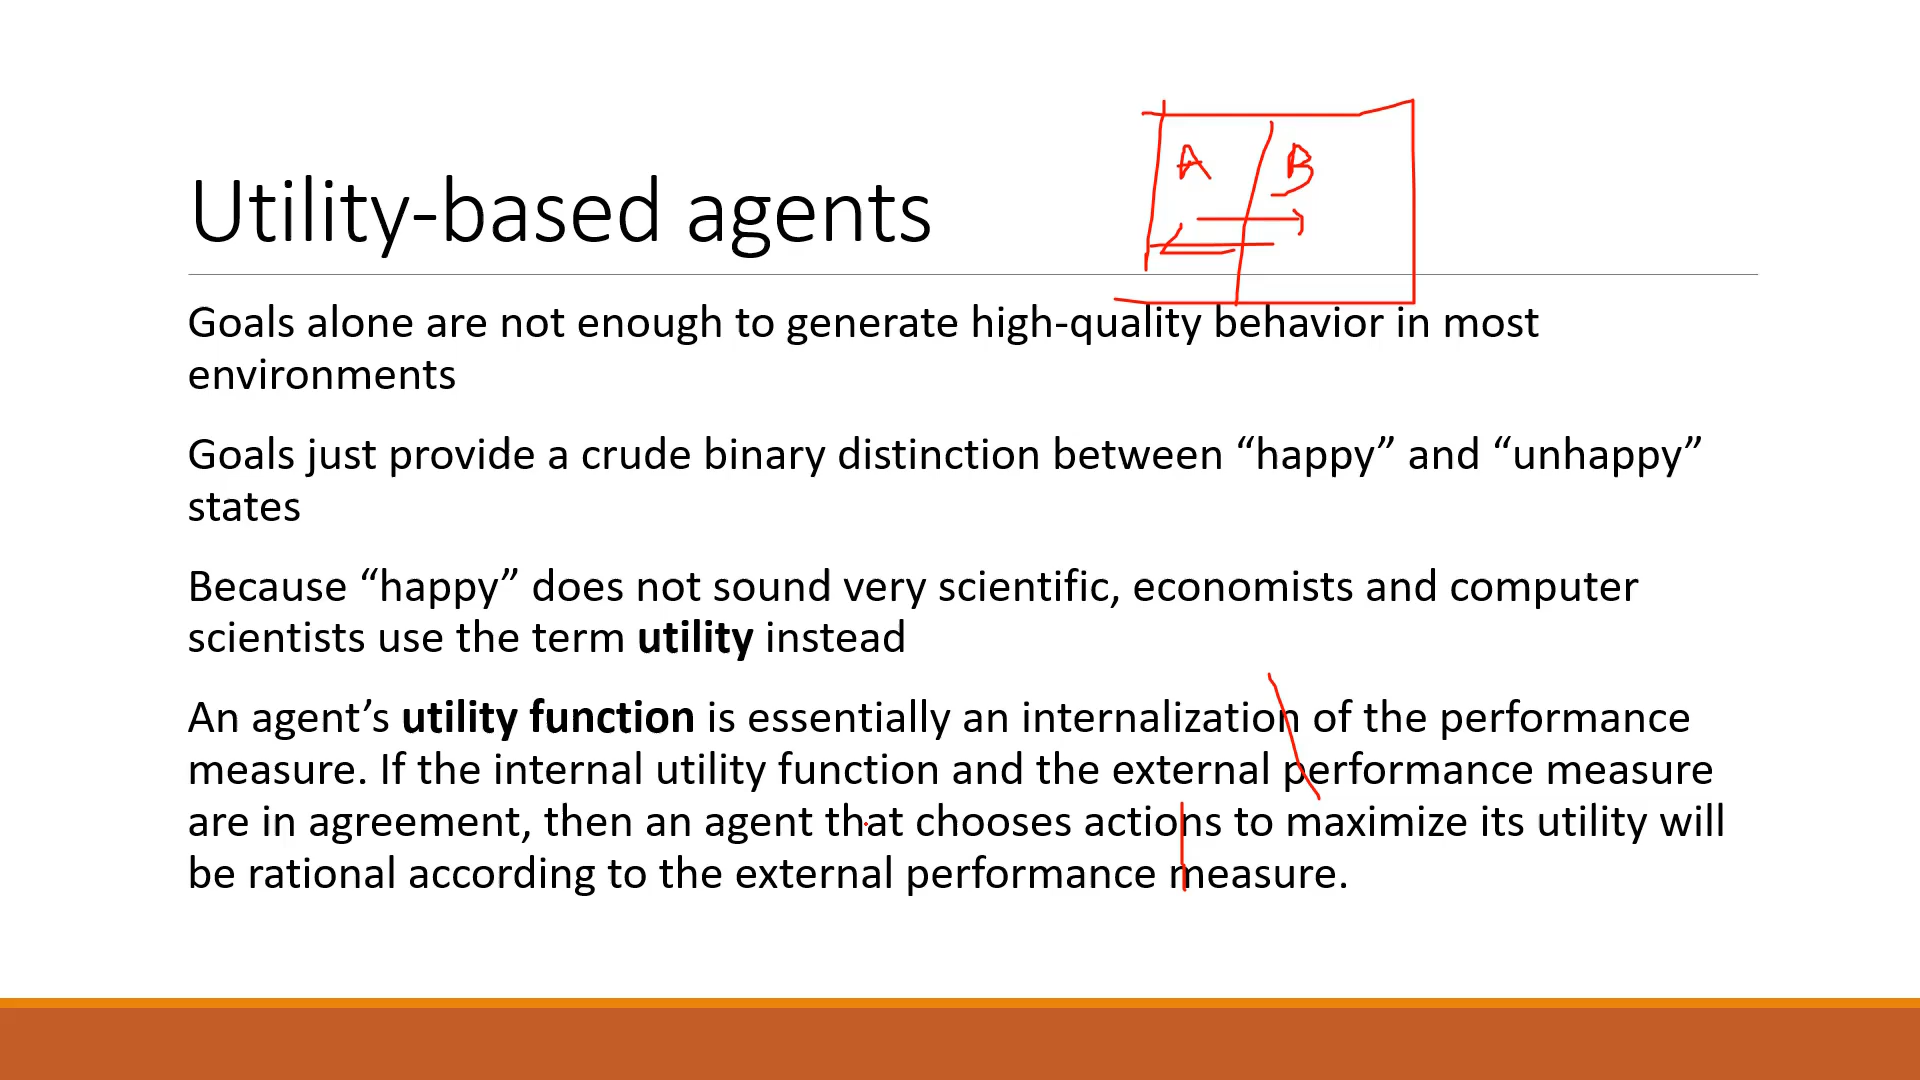 A B
Utility-based agents
Goals alone are not enough to generate high-quality behavior in most
environments
Goals just provide a crude binary distinction between “happy” and “unhappy”
states
Because “happy” does not sound very scientific, economists and computer
scientists use the term utility instead
An agent’s utility function is essentially an internalization of the performance
measure. If the internal utility function and the external performance measure
are in agreement, then an agent that chooses actions to maximize its utility will
be rational according to the external performance measure.